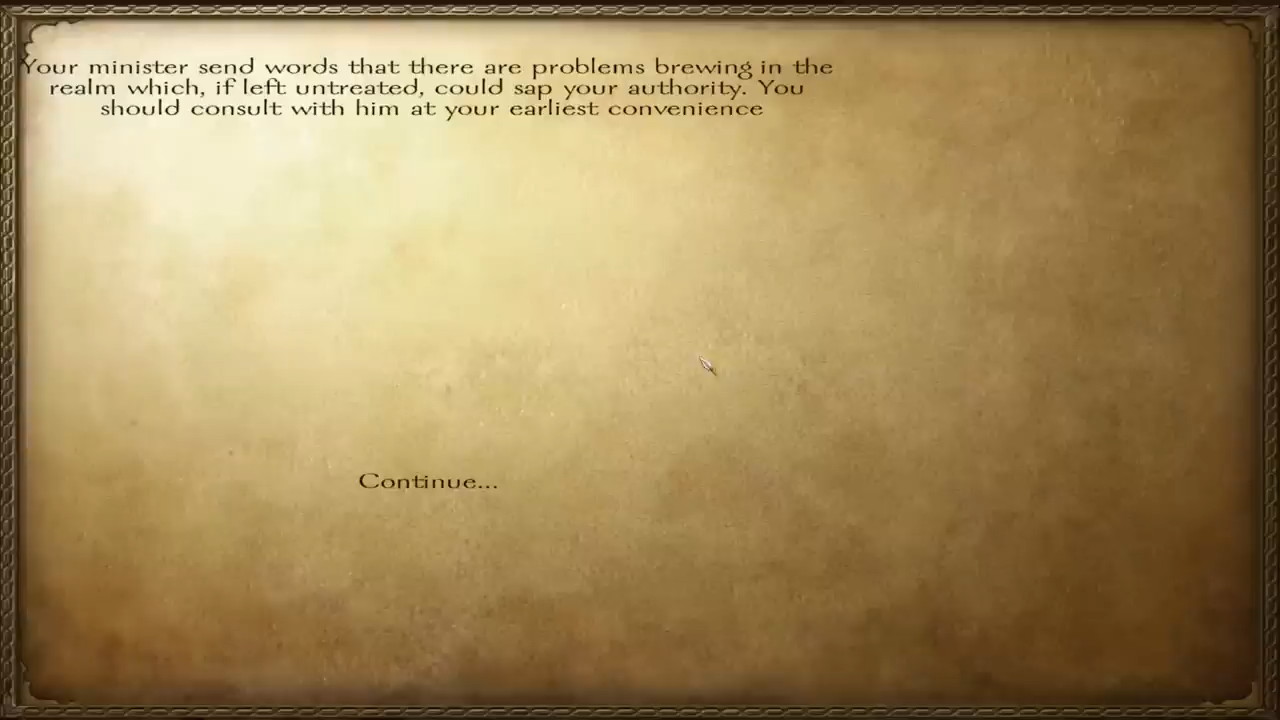 Your minister send words that there are problems brewing in the
realm which, if left untreated, could sap your authority. You
should consult with him at your earliest convenience
Continue...